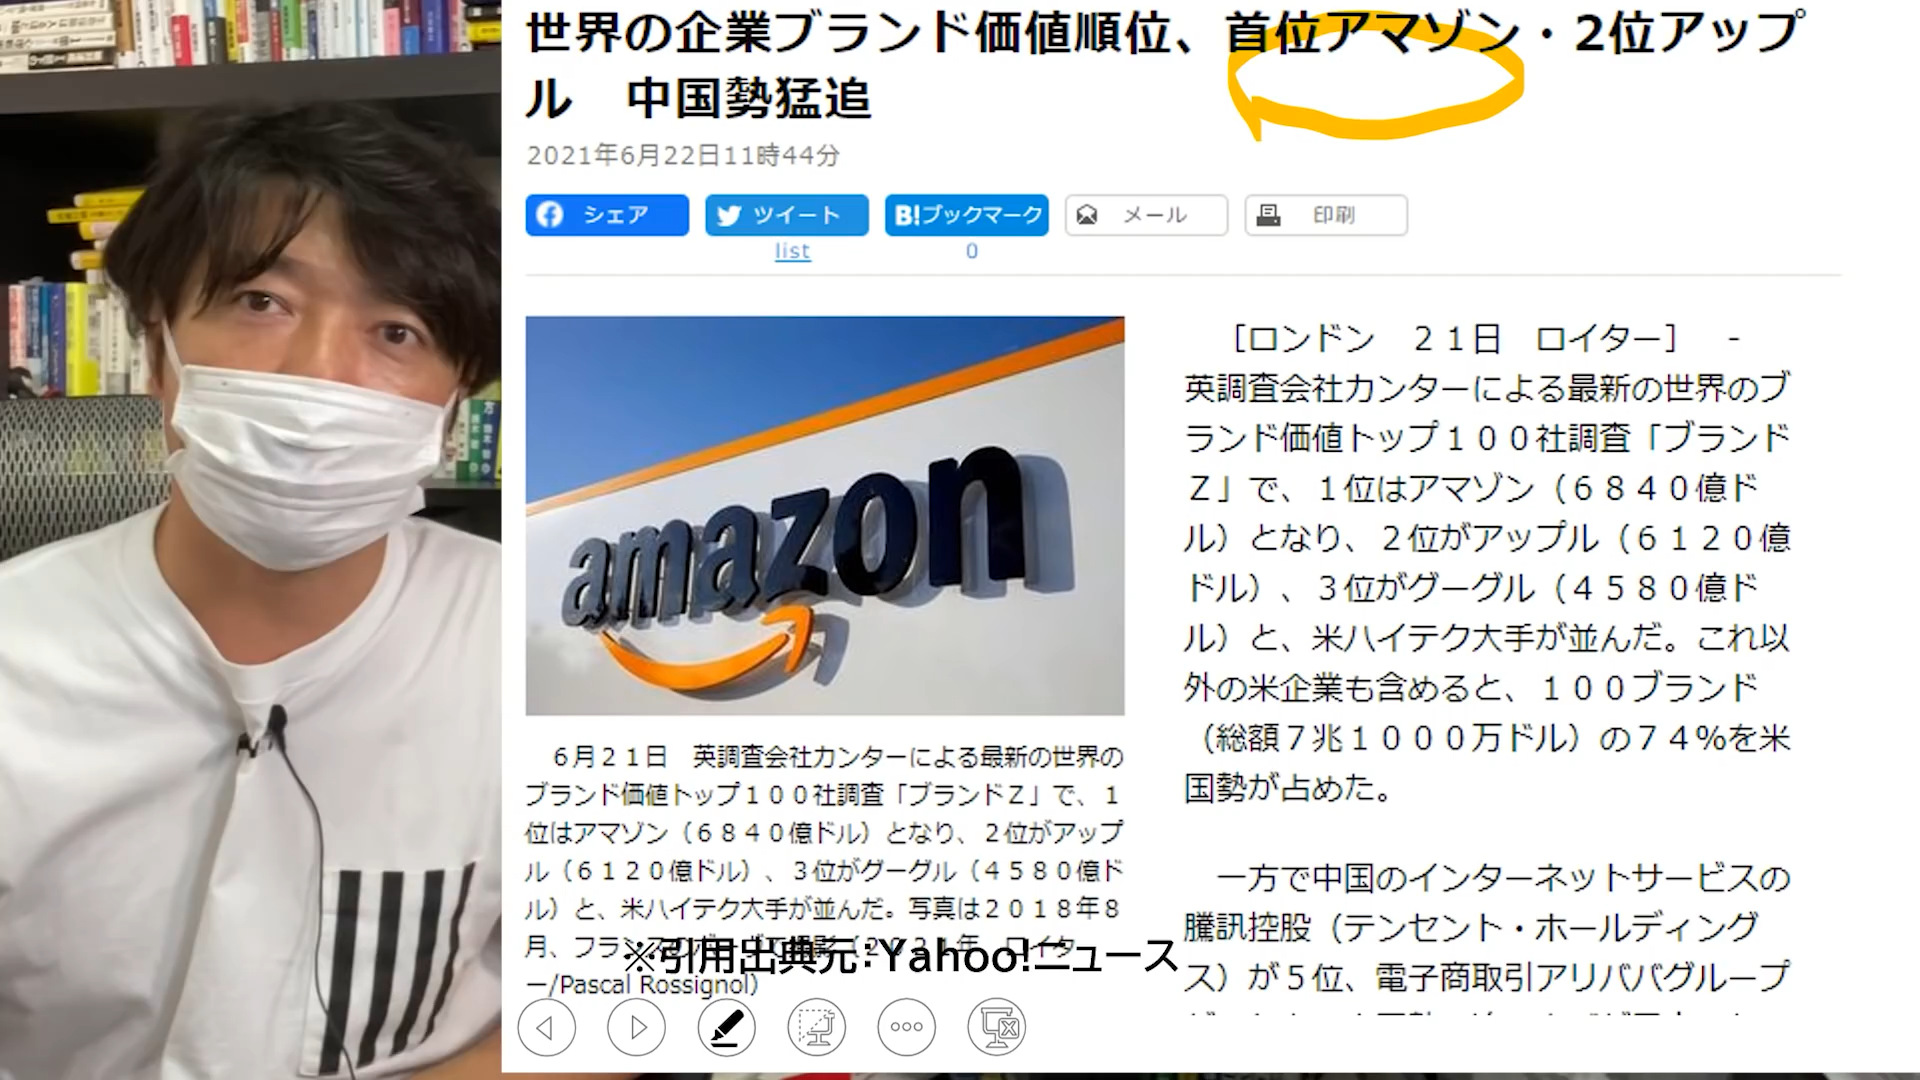 世界の企業ブランド価値順位、首位アマゾン・2位アップ
ル　中国勢猛追
2021年6月22日11時44分
シェア
ツイート
B!ブックマーク
メール
印刷
list
0
amazon
６月２１日　英調査会社カンターによる最新の世界の
ブランド価値トップ１００社調査「ブランドＺ」で、１
位はアマゾン（６８４０億ドル）となり、２位がアップ
ル（６１２０億ドル）、３位がグーグル（４５８０億ド
ル）と、米ハイテク大手が並んだ。写真は２０１８年８
月、フランスの
ー/Pascal Rossignol）
※引用出典元：Yahoo!ニュース
［ロンドン　２１日　ロイター］　-
英調査会社カンターによる最新の世界のブ
ランド価値トップ１００社調査「ブランド
Ｚ」で、１位はアマゾン（６８４０億ド
ル）となり、２位がアップル（６１２０億
ドル）、３位がグーグル（４５８０億ド
ル）と、米ハイテク大手が並んだ。これ以
外の米企業も含めると、１００ブランド
（総額７兆１０００万ドル）の７４％を米
国勢が占めた。
一方で中国のインターネットサービスの
騰訊控股（テンセント・ホールディング
ス）が５位、電子商取引アリババグループ